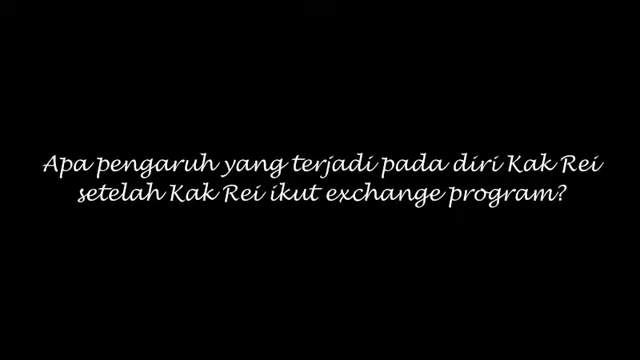 Apa pengaruh yang terjadi pada diri Kak Rei
setelah Kak Rei ikut exchange program?